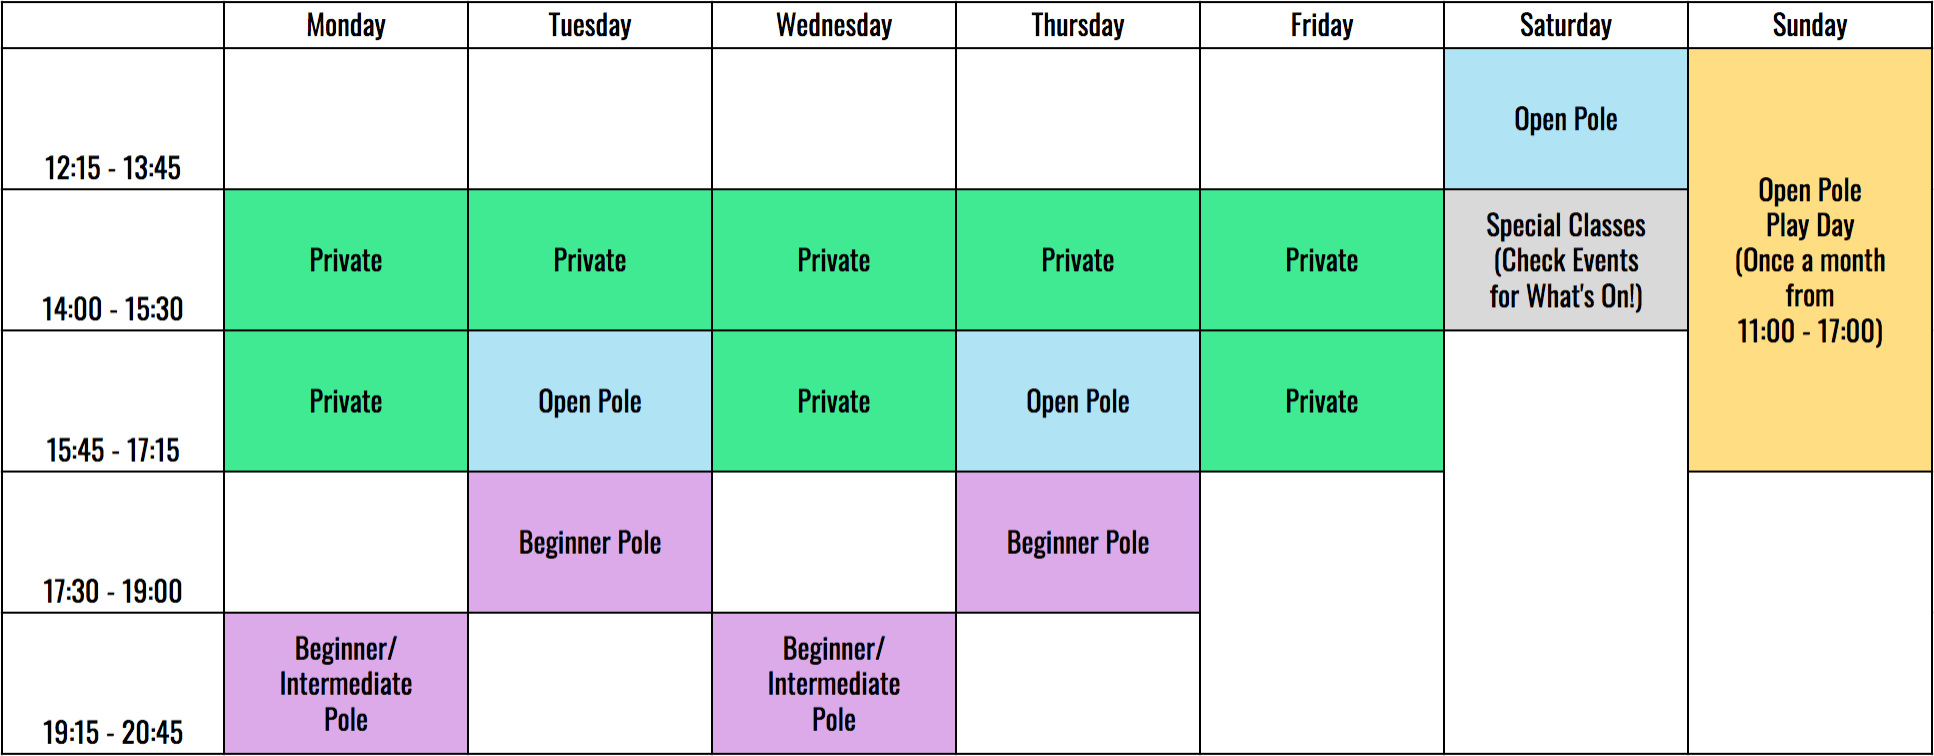 Monday Tuesday Wednesday Thursday Friday Saturday Sunday
12:15 - 13:45
Open Pole
Open Pole
Play Day
(Once a month
from
11:00 - 17:00)
14:00 - 15:30
Private
Private
Private
Private
Private
Special Classes
(Check Events
for What's On!)
15:45 - 17:15
Private
Open Pole
Private
Open Pole
Private
17:30 - 19:00
Beginner Pole
Beginner Pole
19:15 - 20:45
Beginner/
Intermediate
Pole
Beginner/
Intermediate
Pole